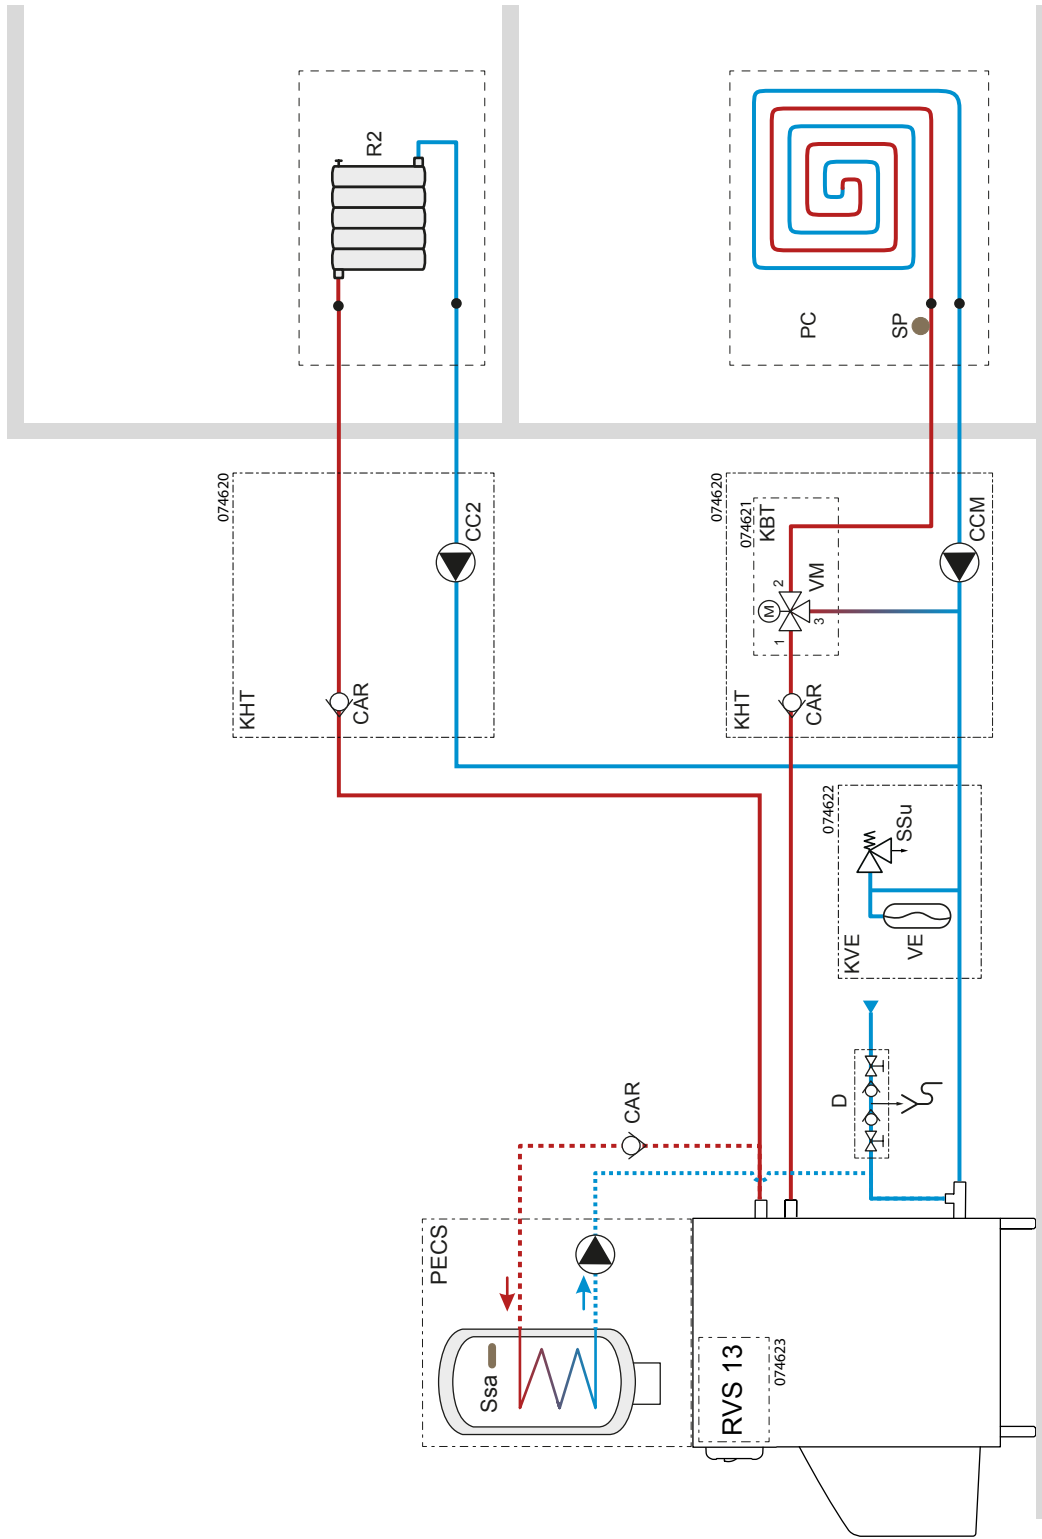 R2
PC
SP
074620
CC2
KHT
CAR
074620
074621
KBT
M
VM
1
2
3
CCM
KHT
CAR
074622
SSu
KVE
VE
CAR
D
PECS
Ssa
RVS 13
074623